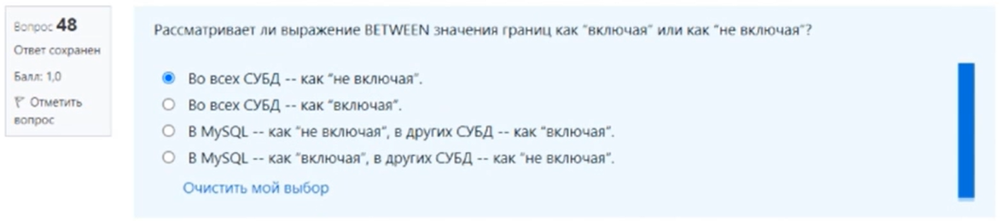 Вопрос 48
Ответ сохранен
Балл: 1,0
Отметить
вопрос
Рассматривает ли выражение BETWEEN значения границ как "включая" или как "не включая"?
Во всех СУБД -- как "не включая".
Во всех СУБД -- как "включая".
В MySQL -- как "не включая", в других СУБД -- как "включая".
В MySQL -- как "включая", в других СУБД -- как "не включая".
Очистить мой выбор